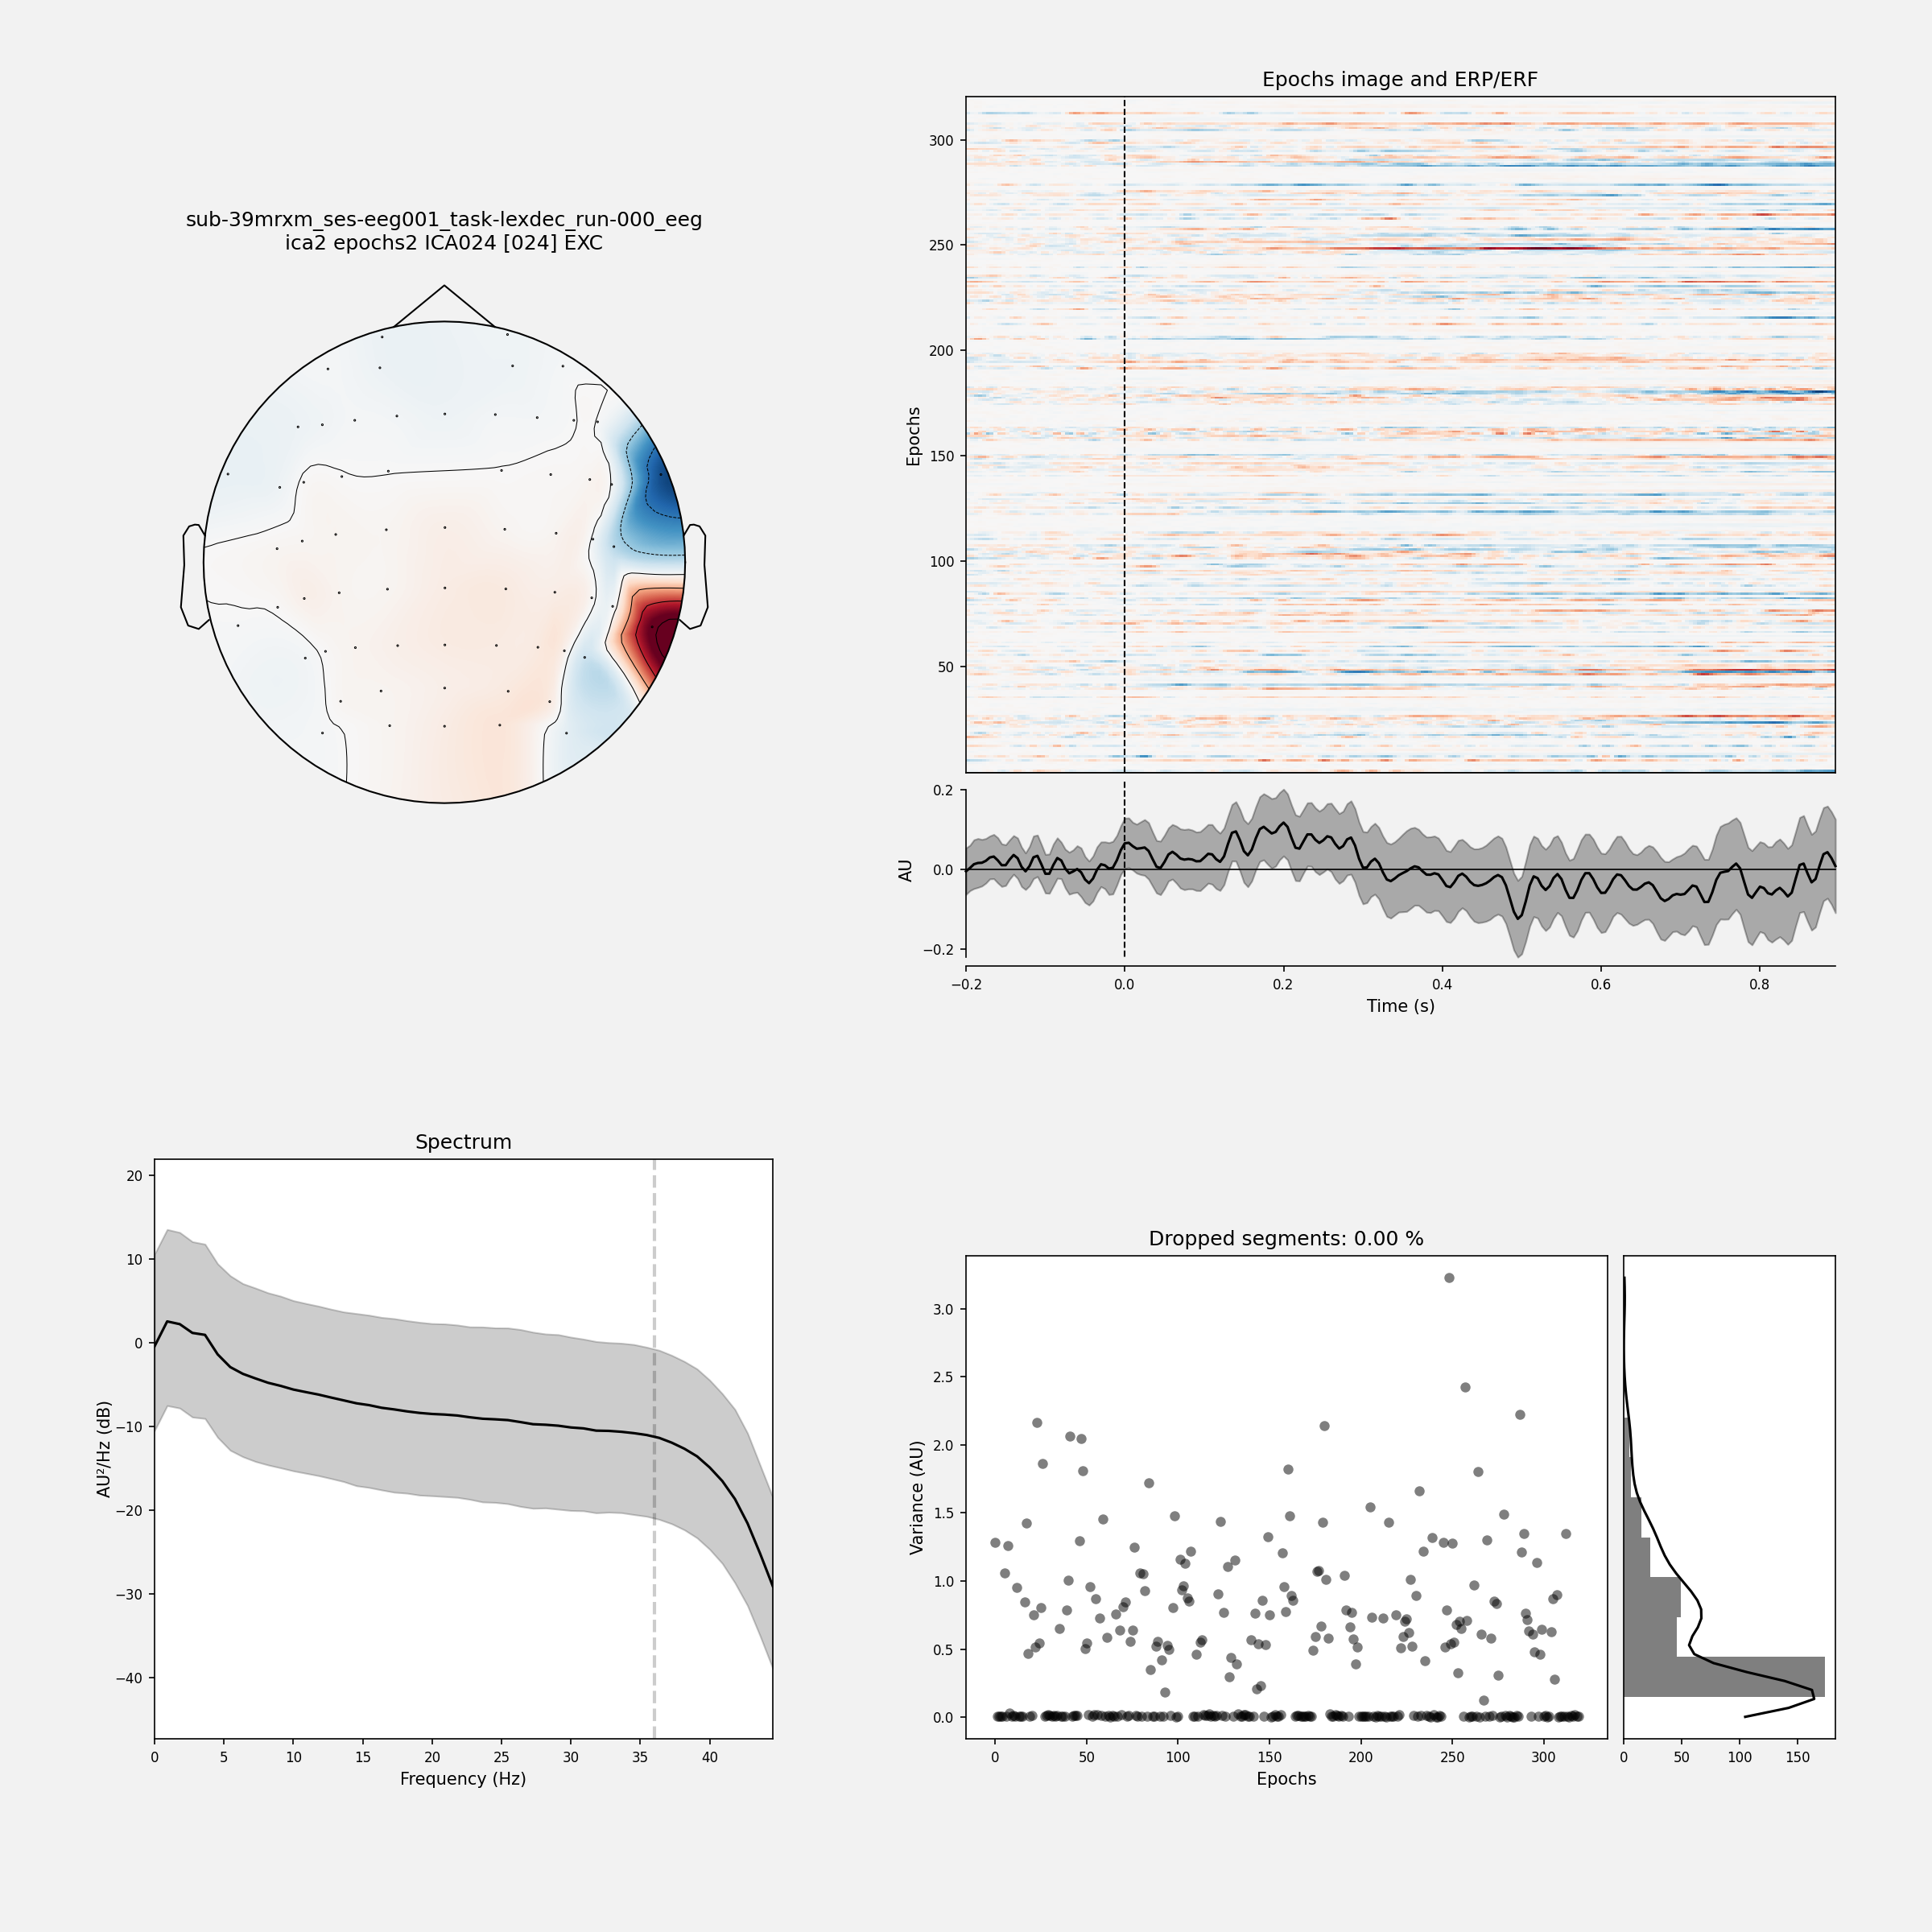 sub-39mrxm_ses-eeg001_task-lexdec_run-000_eeg
ica2 epochs2 ICA024 [024] EXC
Epochs image and ERP/ERF
Epochs
300
250
200
150
100
50
AU
0.2
0.0
−0.2
−0.2 0.0 0.2 0.4 0.6 0.8
Time (s)
Spectrum
AU²/Hz (dB)
20
10
0
−10
−20
−30
−40
0 5 10 15 20 25 30 35 40
Frequency (Hz)
Dropped segments: 0.00 %
Variance (AU)
3.0
2.5
2.0
1.5
1.0
0.5
0.0
0 50 100 150 200 250 300
Epochs
0 50 100 150